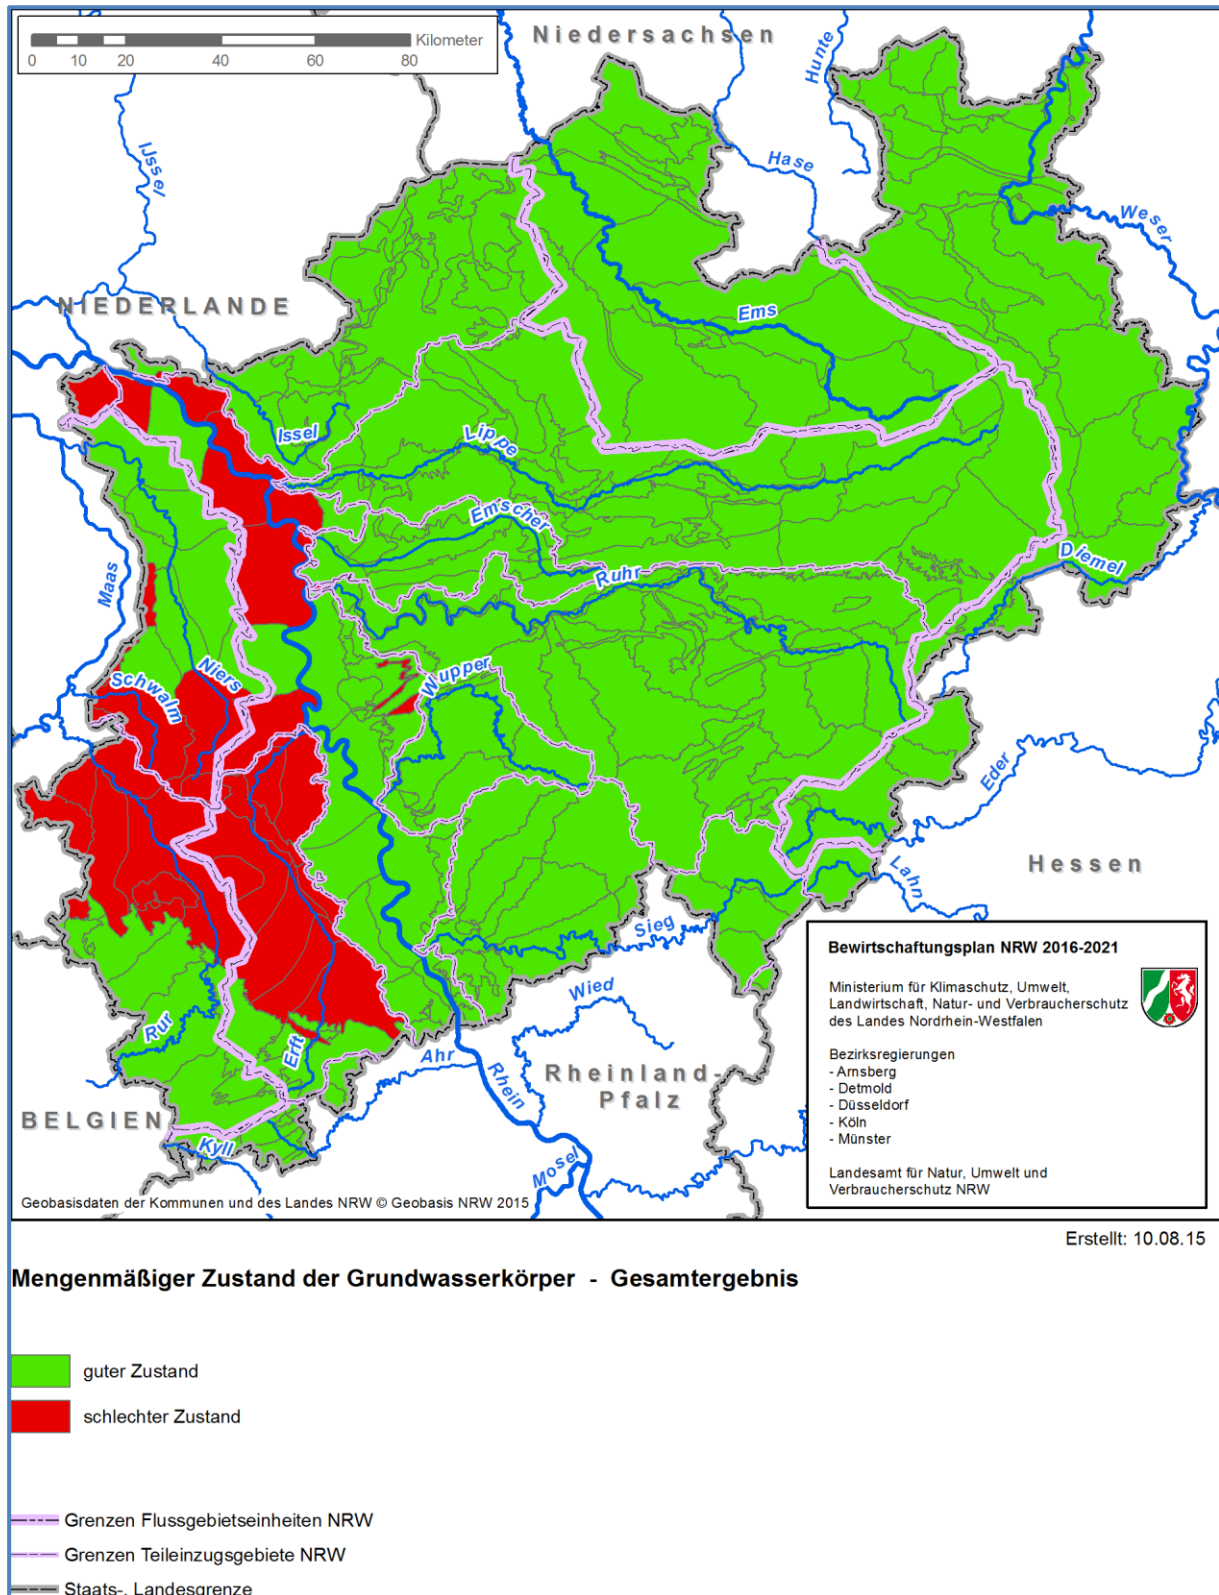 Kilometer
0 10 20 40 60 80
Niedersachsen
Hunte
IJssel
Hase
Weser
NIEDERLANDE
Ems
Issel
Lippe
Emscher
Ruhr
Diemel
Maas
Schwalm
Niers
Wupper
Eder
Lahn
Hessen
Sieg
Wied
Rur
Erft
Ahr
Rhein
Rheinland-
Pfalz
BELGIEN
Kyll
Mosel
Bewirtschaftungsplan NRW 2016-2021
Ministerium für Klimaschutz, Umwelt,
Landwirtschaft, Natur- und Verbraucherschutz
des Landes Nordrhein-Westfalen
Bezirksregierungen
- Arnsberg
- Detmold
- Düsseldorf
- Köln
- Münster
Landesamt für Natur, Umwelt und
Verbraucherschutz NRW
Geobasisdaten der Kommunen und des Landes NRW © Geobasis NRW 2015
Erstellt: 10.08.15
Mengenmäßiger Zustand der Grundwasserkörper - Gesamtergebnis
guter Zustand
schlechter Zustand
Grenzen Flussgebietseinheiten NRW
Grenzen Teileinzugsgebiete NRW
Staats-, Landesgrenze